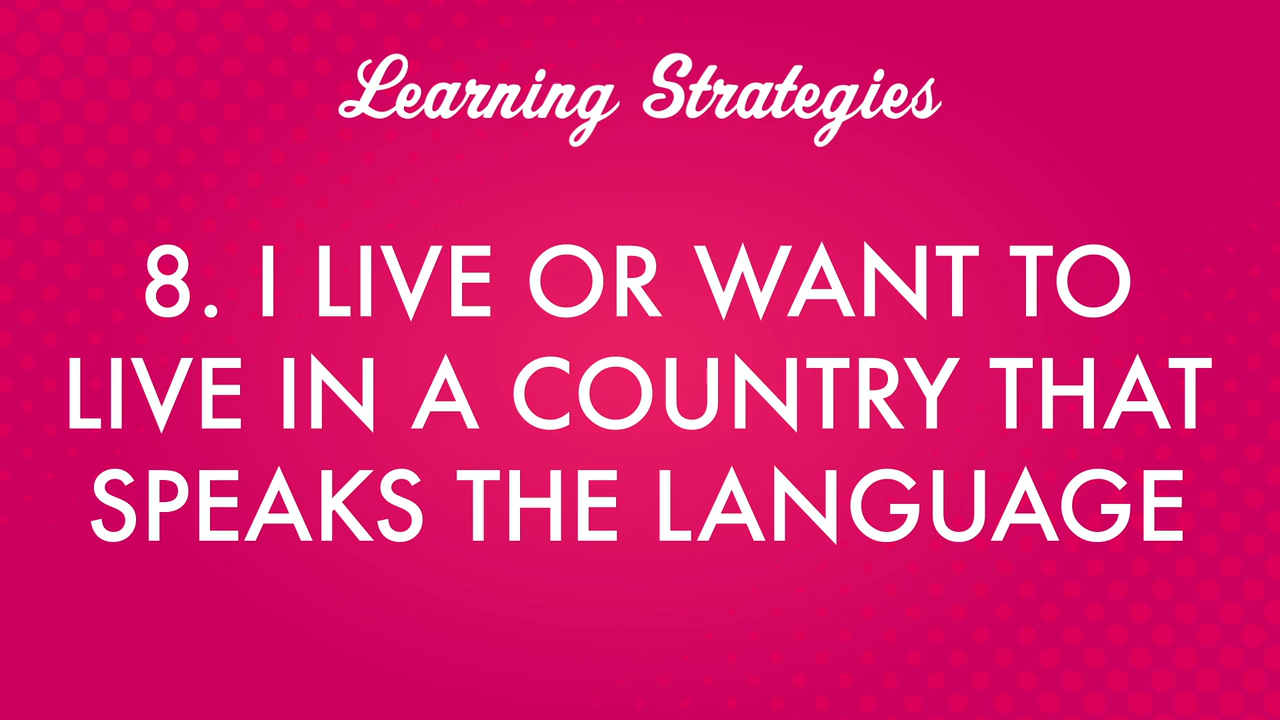 Learning Strategies
8. I LIVE OR WANT TO
LIVE IN A COUNTRY THAT
SPEAKS THE LANGUAGE